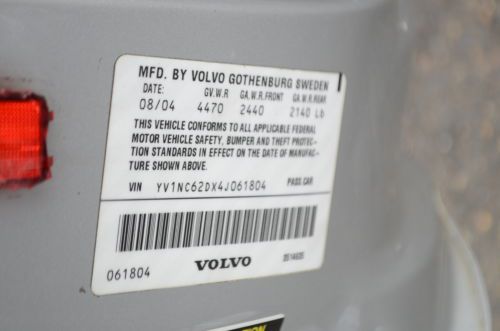 MFD. BY VOLVO GOTHENBURG SWEDEN
DATE: GV.W.R GA.W.R.FRONT GA.W.R.REAR
08/04 4470 2440 2140 Lb
THIS VEHICLE CONFORMS TO ALL APPLICABLE FEDERAL
MOTOR VEHICLE SAFETY, BUMPER AND THEFT PROTEC-
TION STANDARDS IN EFFECT ON THE DATE OF MANUFAC-
TURE SHOWN ABOVE.
VIN YV1NC62DX4J061804 PASS.CAR
061804 VOLVO